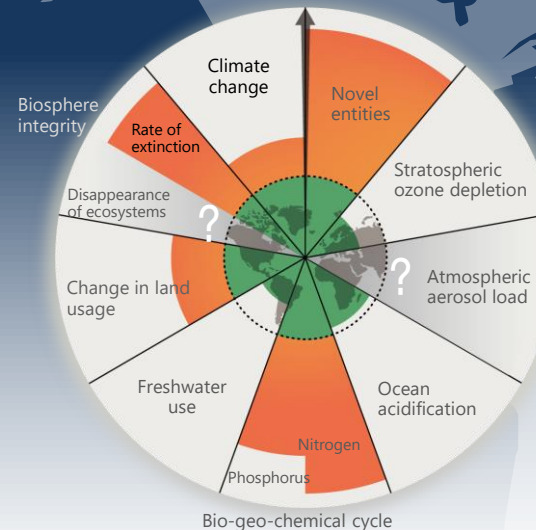 Climate
change
Novel
entities
Biosphere
integrity
Rate of
extinction
Stratospheric
ozone depletion
Disappearance
of ecosystems
?
?
Atmospheric
aerosol load
Change in land
usage
Freshwater
use
Ocean
acidification
Nitrogen
Phosphorus
Bio-geo-chemical cycle